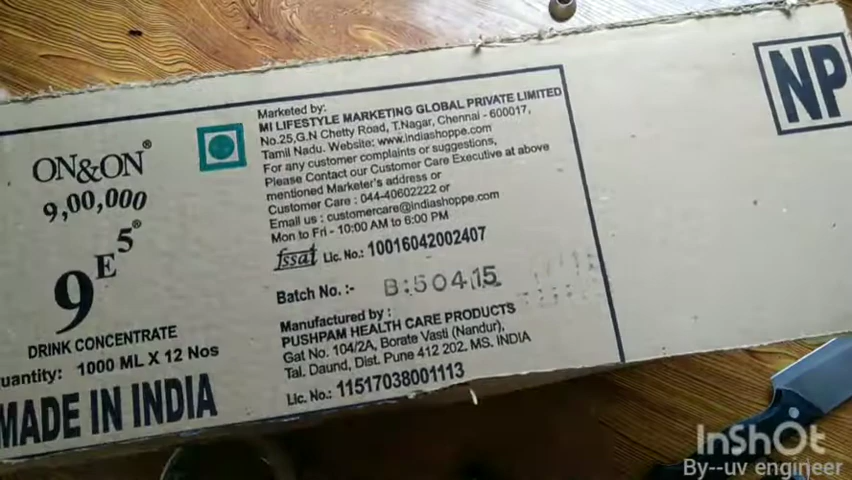 ON&ON®
9,00,000
9E5®
DRINK CONCENTRATE
uantity: 1000 ML X 12 Nos
MADE IN INDIA
Marketed by:
MI LIFESTYLE MARKETING GLOBAL PRIVATE LIMITED
No.25,G.N Chetty Road, T.Nagar, Chennai - 600017,
Tamil Nadu. Website: www.indiashoppe.com
For any customer complaints or suggestions,
Please Contact our Customer Care Executive at above
mentioned Marketer's address or
Customer Care : 044-40602222 or
Email us : customercare@indiashoppe.com
Mon to Fri - 10:00 AM to 6:00 PM
fssai Lic. No.: 10016042002407
Batch No. :- B:50415
Manufactured by :
PUSHPAM HEALTH CARE PRODUCTS
Gat No. 104/2A, Borate Vasti (Nandur),
Tal. Daund, Dist. Pune 412 202. MS. INDIA
Lic. No.: 11517038001113
NP
InShOt
By--uv engineer